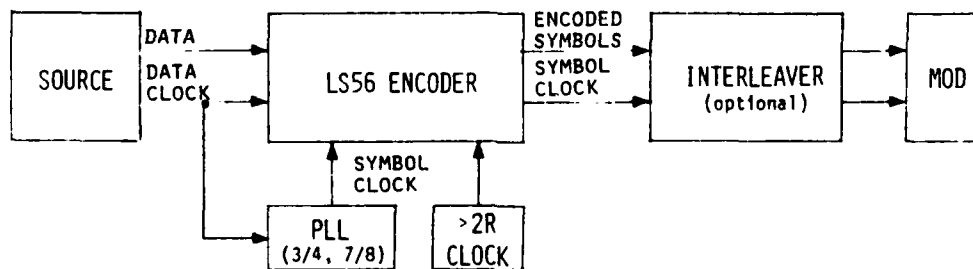 SOURCE
DATA
DATA
CLOCK
LS56 ENCODER
ENCODED
SYMBOLS
SYMBOL
CLOCK
INTERLEAVER
(optional)
MOD
SYMBOL
CLOCK
PLL
(3/4, 7/8)
>2R
CLOCK